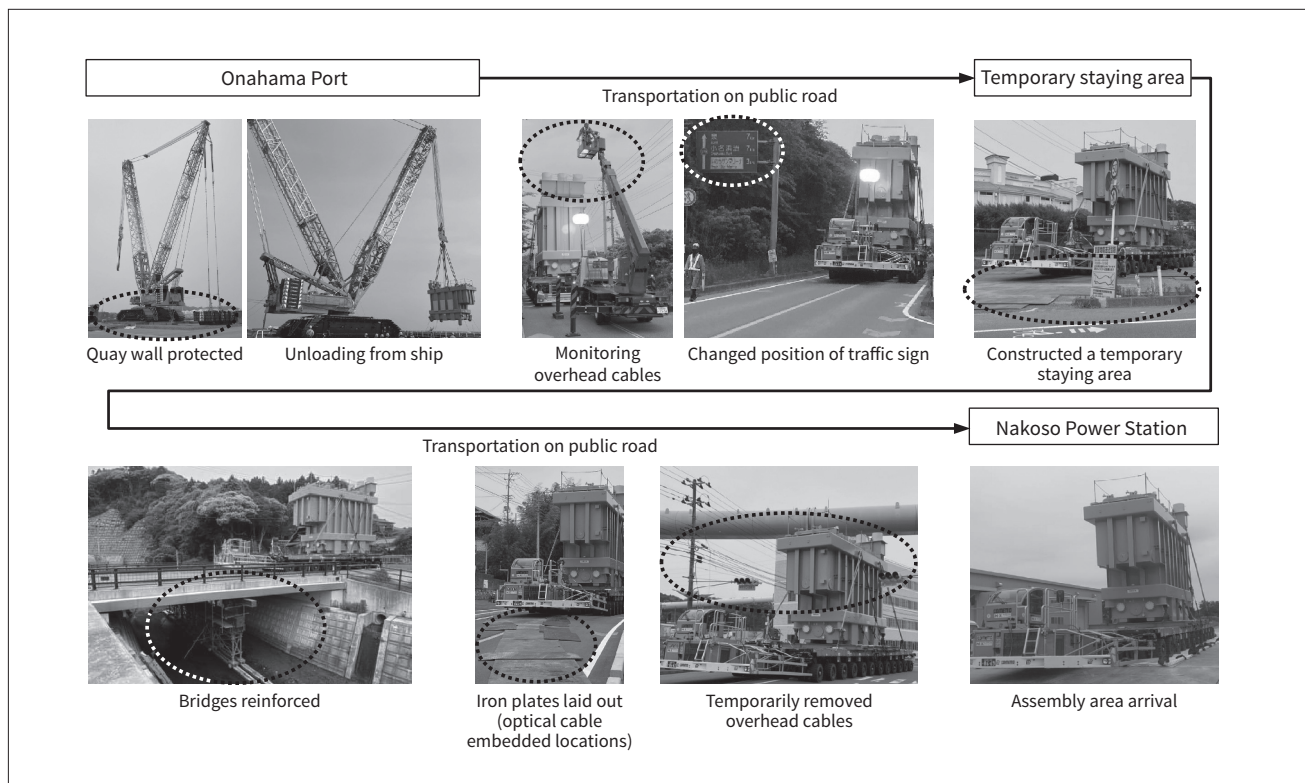 Onahama Port
Temporary staying area
Transportation on public road
Quay wall protected
Unloading from ship
Monitoring
overhead cables
Changed position of traffic sign
Constructed a temporary
staying area
Transportation on public road
Nakoso Power Station
Bridges reinforced
Iron plates laid out
(optical cable
embedded locations)
Temporarily removed
overhead cables
Assembly area arrival